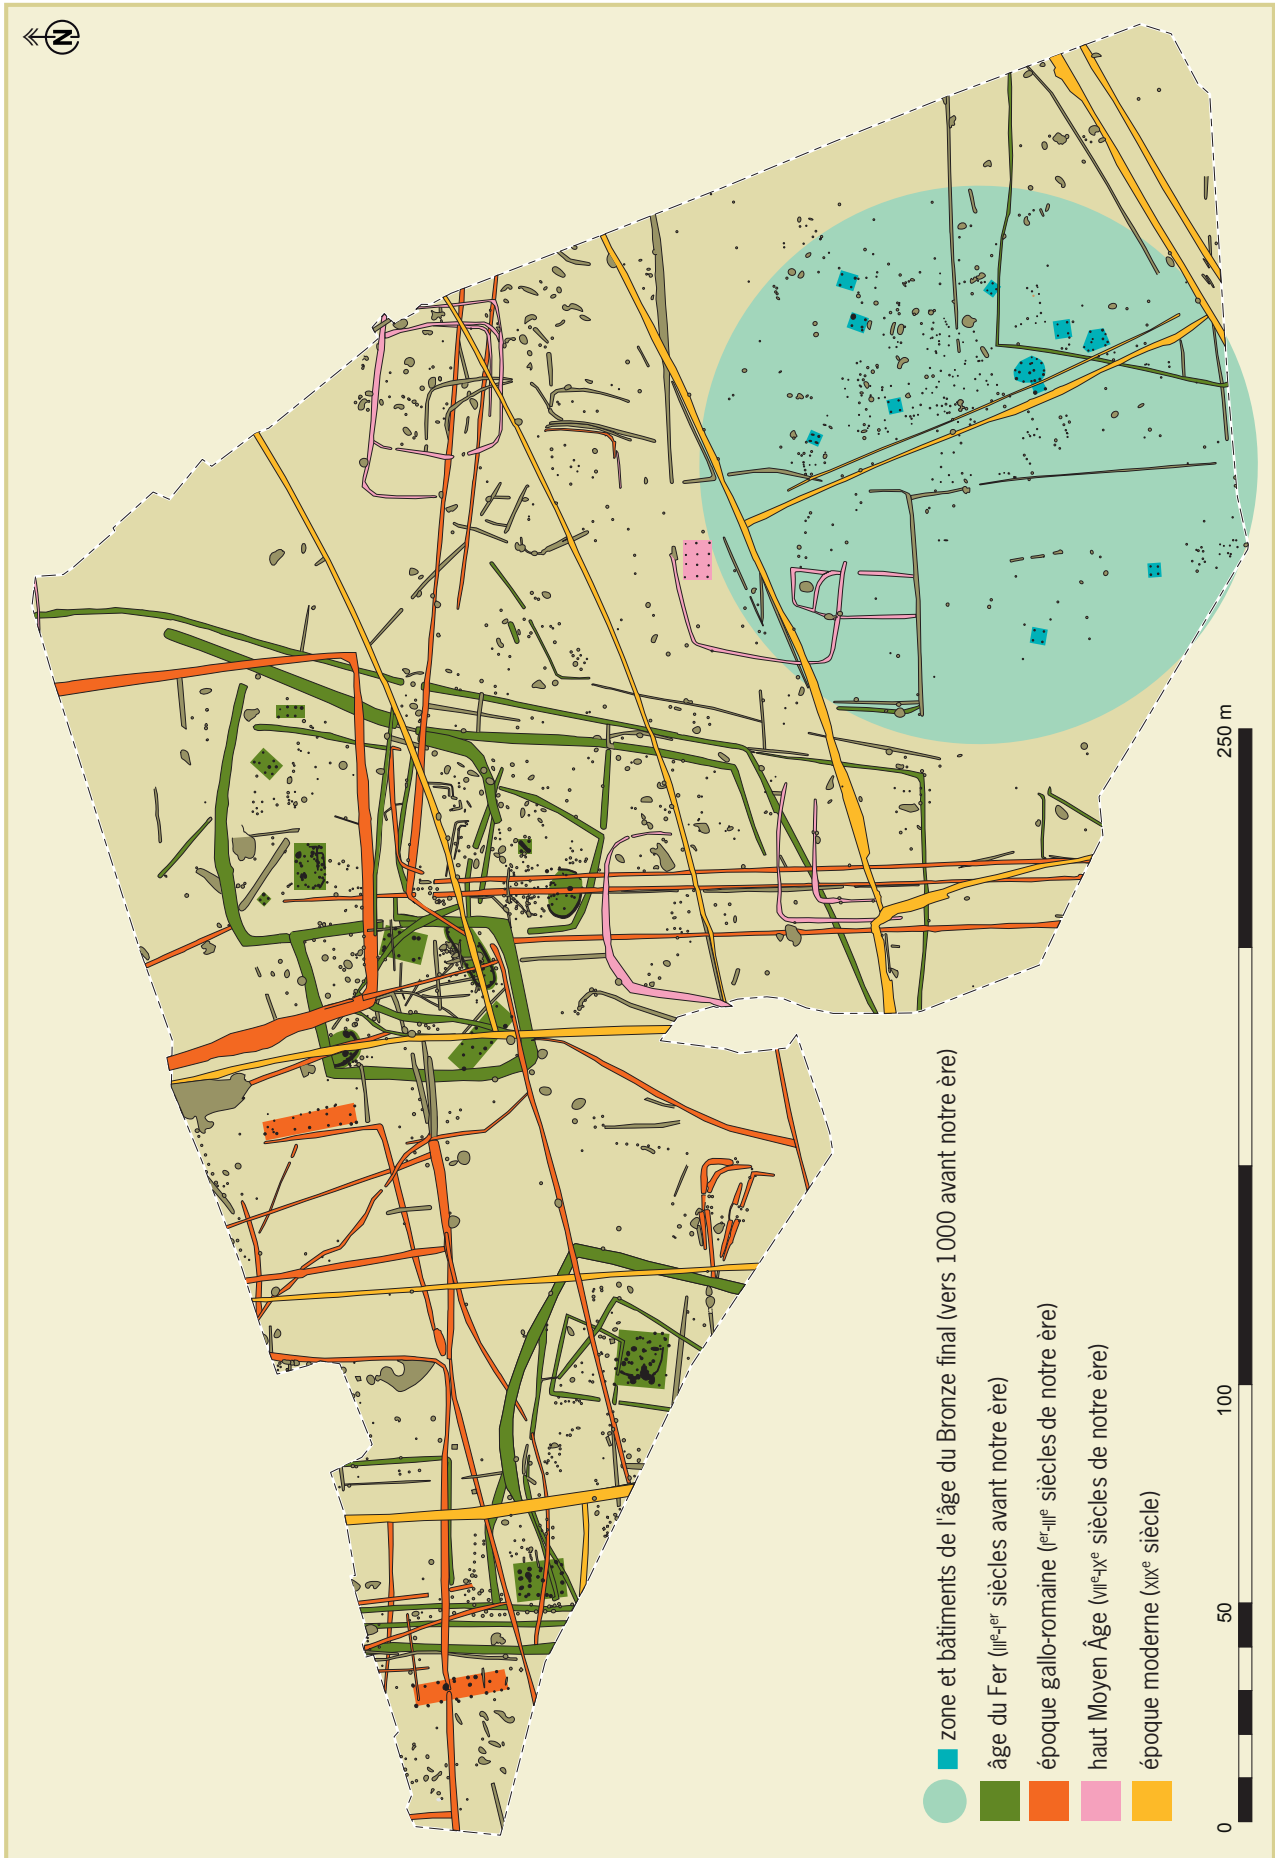 N
zone et bâtiments de l'âge du Bronze final (vers 1000 avant notre ère)
âge du Fer (IIIe-Ier siècles avant notre ère)
époque gallo-romaine (Ier-IIIe siècles de notre ère)
haut Moyen Âge (VIIe-IXe siècles de notre ère)
époque moderne (XIXe siècle)
0 50 100 250 m